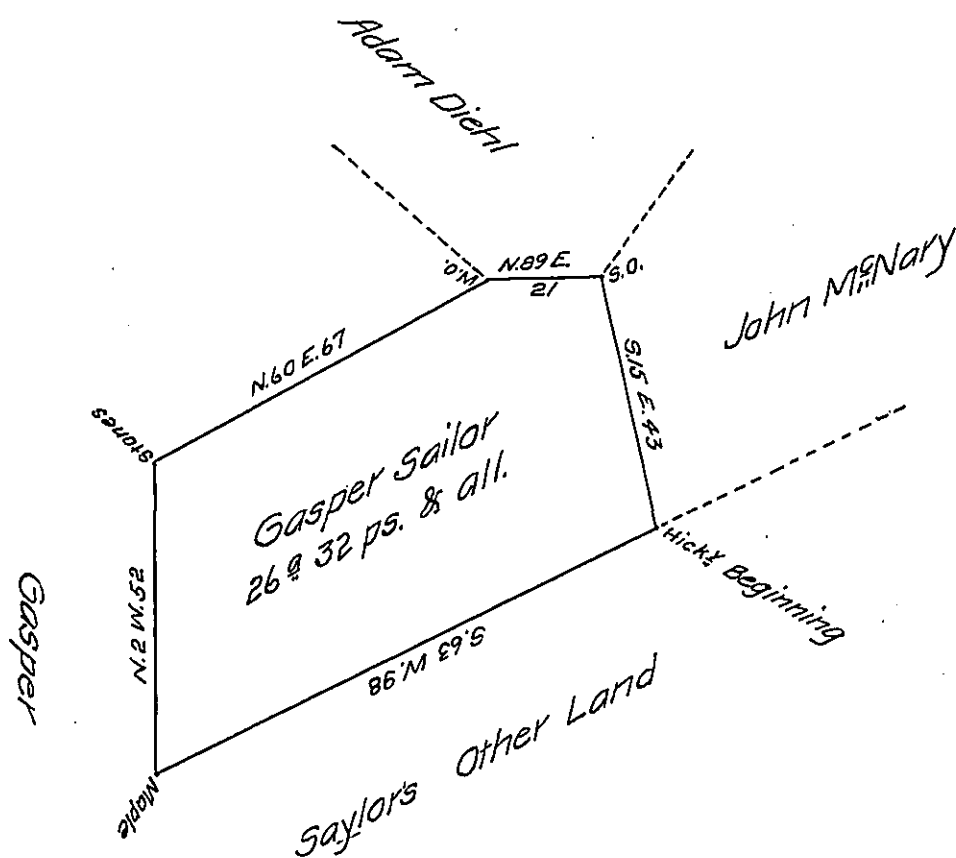 Adam Diehl
W.O.
N.89 E.
21
S.O.
John McNary
N.60 E.67
S.15 E.43
Stones
Gasper Sailor
26 a 32 ps. & all.
Hicky Beginning
N.2 W.52
S.63 W.98
Gasper
Saylor's Other Land
Maple